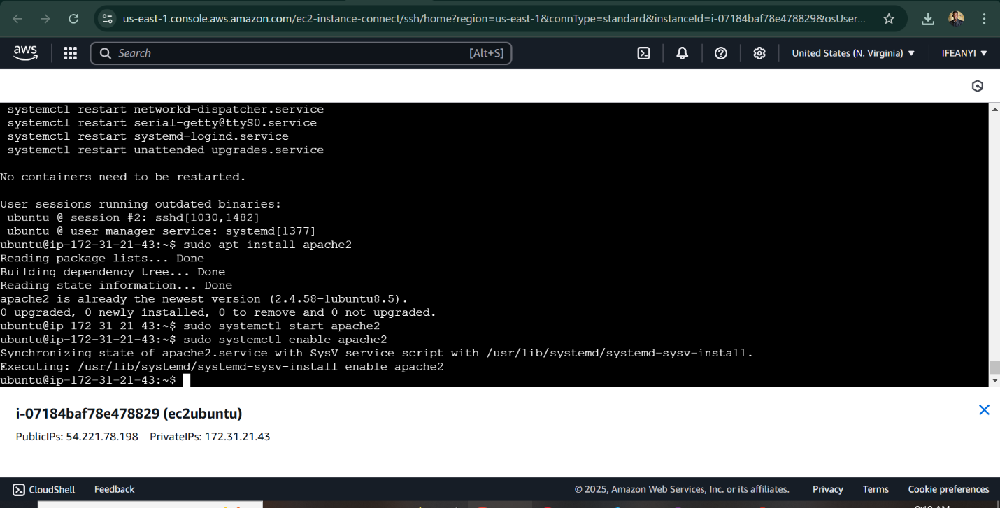 us-east-1.console.aws.amazon.com/ec2-instance-connect/ssh/home?region=us-east-1&connType=standard&instanceId=i-07184baf78e478829&osUser...
aws
Search [Alt+S]
United States (N. Virginia) ▼
IFEANYI ▼
systemctl restart networkd-dispatcher.service
systemctl restart serial-getty@ttyS0.service
systemctl restart systemd-logind.service
systemctl restart unattended-upgrades.service
No containers need to be restarted.
User sessions running outdated binaries:
ubuntu @ session #2: sshd[1030,1482]
ubuntu @ user manager service: systemd[1377]
ubuntu@ip-172-31-21-43:~$ sudo apt install apache2
Reading package lists... Done
Building dependency tree... Done
Reading state information... Done
apache2 is already the newest version (2.4.58-1ubuntu8.5).
0 upgraded, 0 newly installed, 0 to remove and 0 not upgraded.
ubuntu@ip-172-31-21-43:~$ sudo systemctl start apache2
ubuntu@ip-172-31-21-43:~$ sudo systemctl enable apache2
Synchronizing state of apache2.service with SysV service script with /usr/lib/systemd/systemd-sysv-install.
Executing: /usr/lib/systemd/systemd-sysv-install enable apache2
ubuntu@ip-172-31-21-43:~$
i-07184baf78e478829 (ec2ubuntu)
PublicIPs: 54.221.78.198 PrivateIPs: 172.31.21.43
CloudShell Feedback © 2025, Amazon Web Services, Inc. or its affiliates. Privacy Terms Cookie preferences